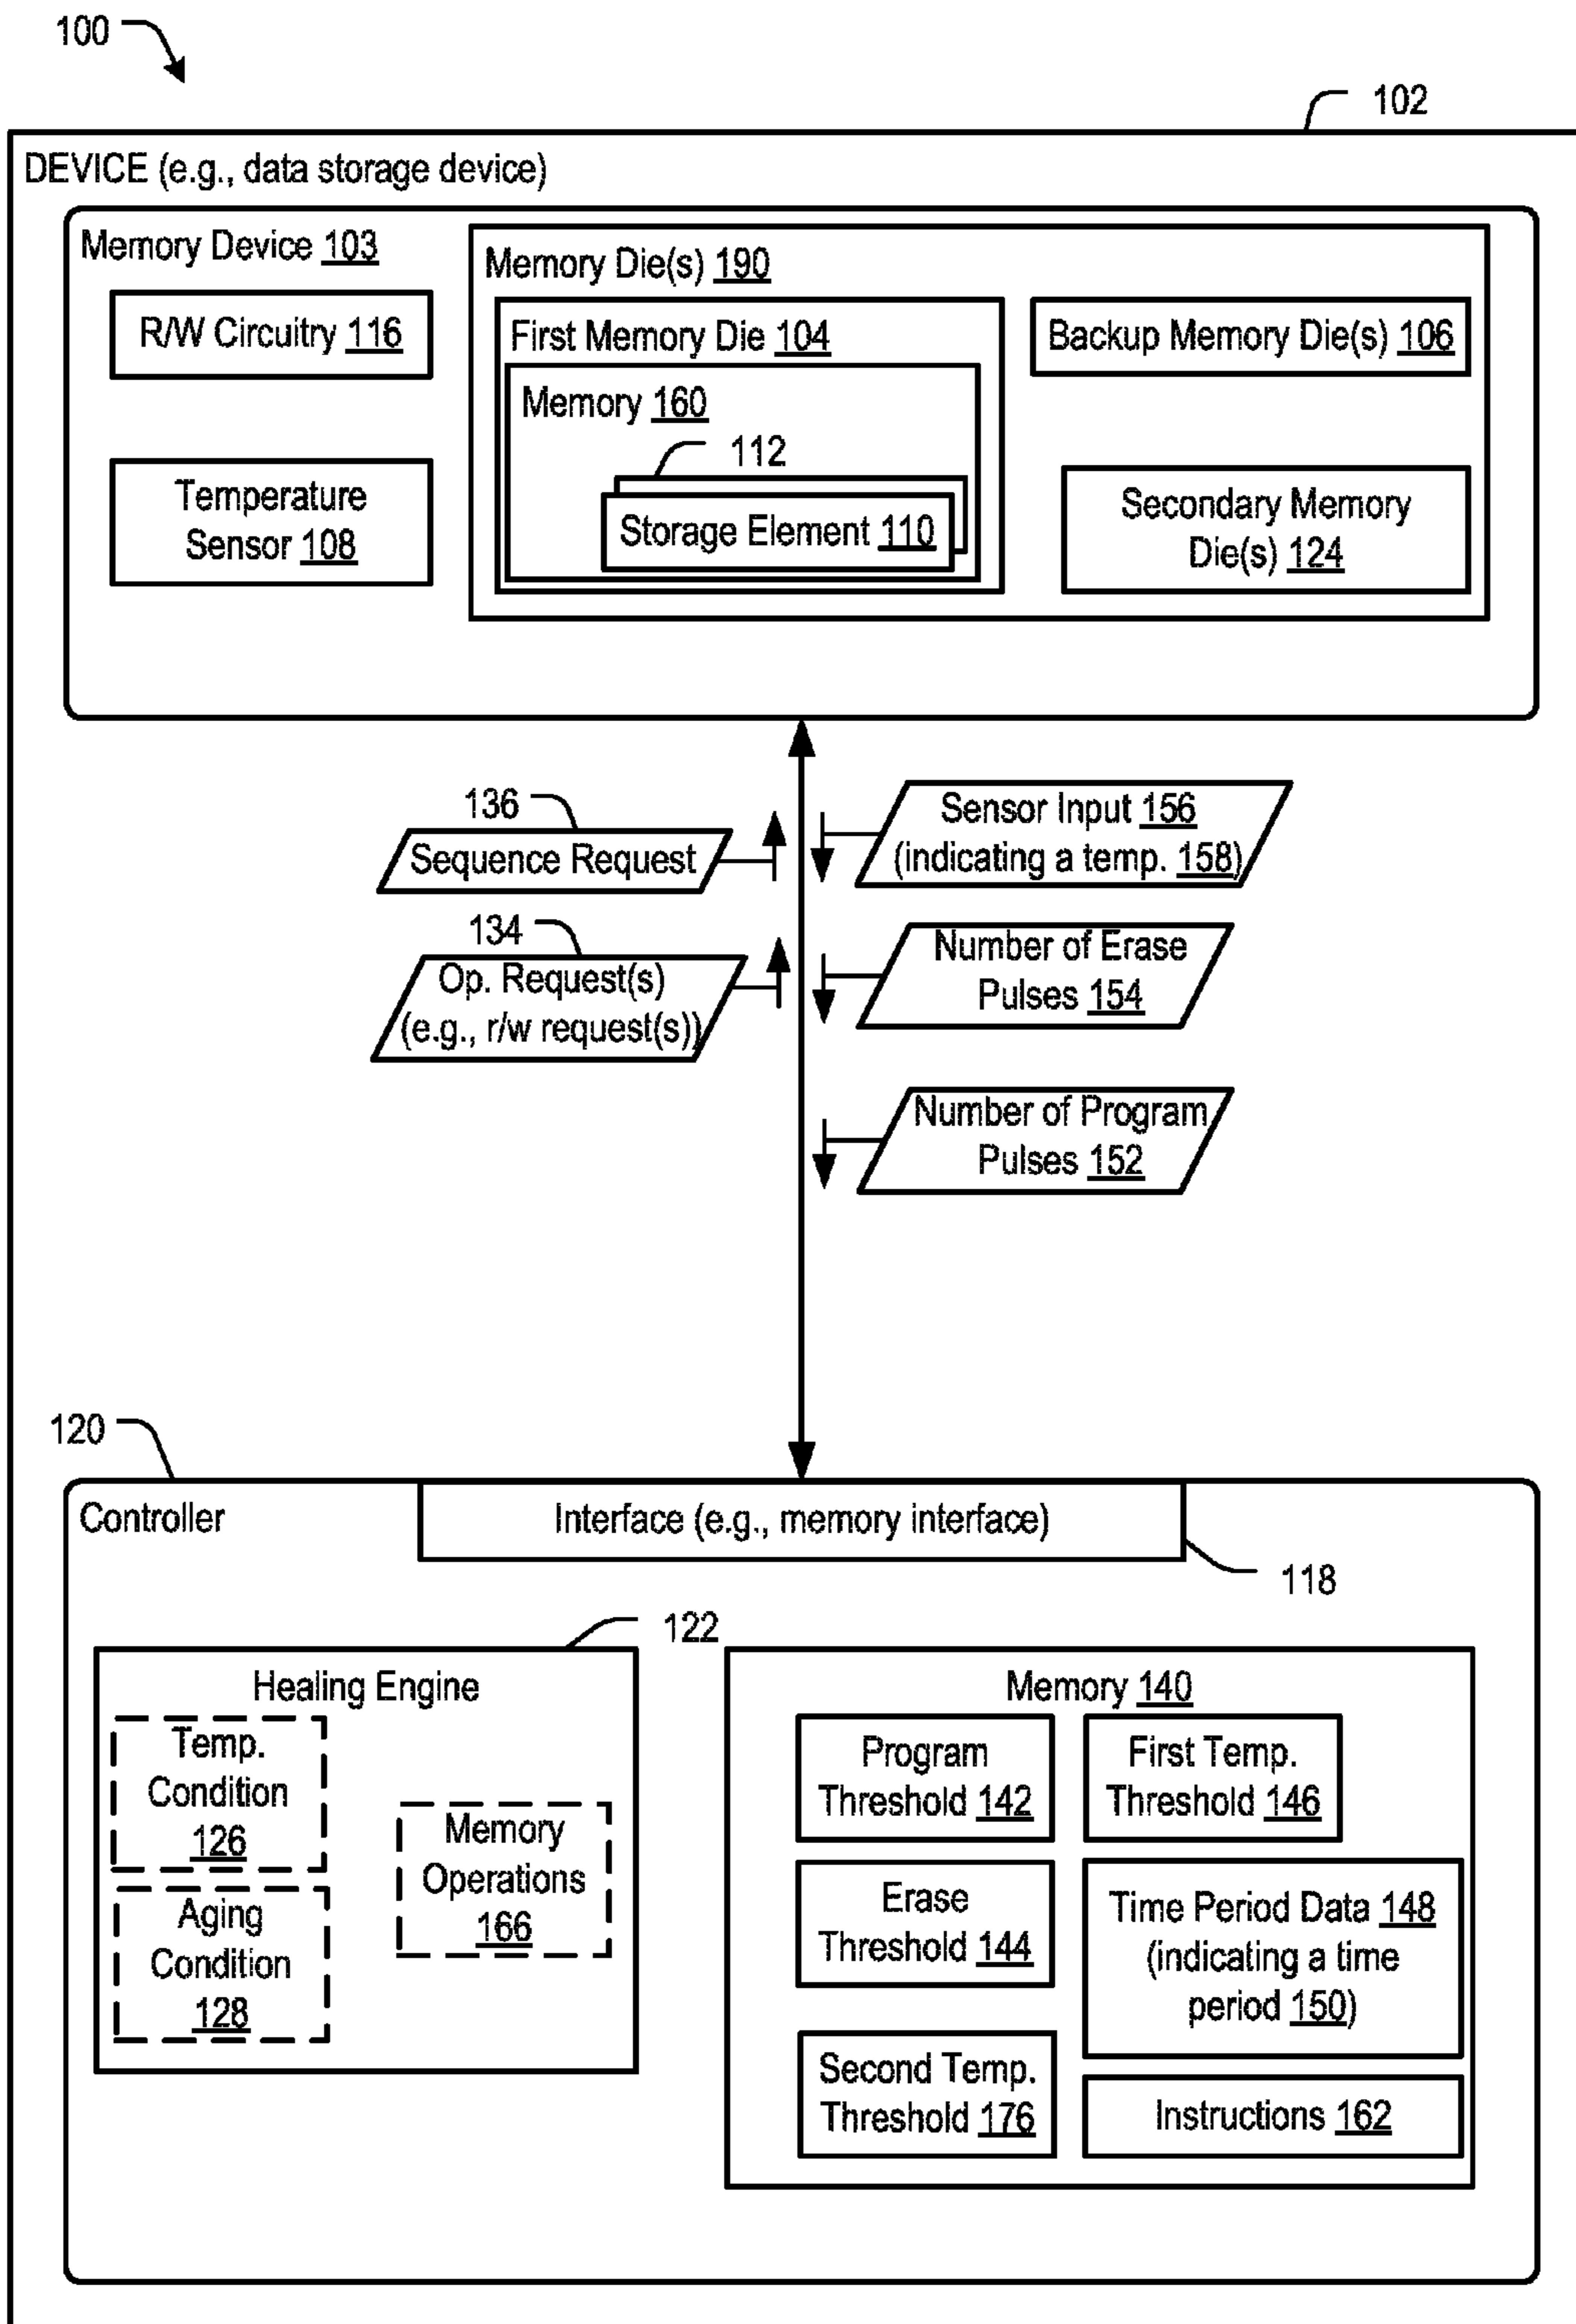 100
102
DEVICE (e.g., data storage device)
Memory Device 103
R/W Circuitry 116
Temperature
Sensor 108
Memory Die(s) 190
First Memory Die 104
Memory 160
112
Storage Element 110
Backup Memory Die(s) 106
Secondary Memory
Die(s) 124
136
Sequence Request
134
Op. Request(s)
(e.g., r/w request(s))
Sensor Input 156
(indicating a temp. 158)
Number of Erase
Pulses 154
Number of Program
Pulses 152
120
Controller
Interface (e.g., memory interface)
118
122
Healing Engine
Temp.
Condition
126
Aging
Condition
128
Memory
Operations
166
Memory 140
Program
Threshold 142
First Temp.
Threshold 146
Erase
Threshold 144
Time Period Data 148
(indicating a time
period 150)
Second Temp.
Threshold 176
Instructions 162